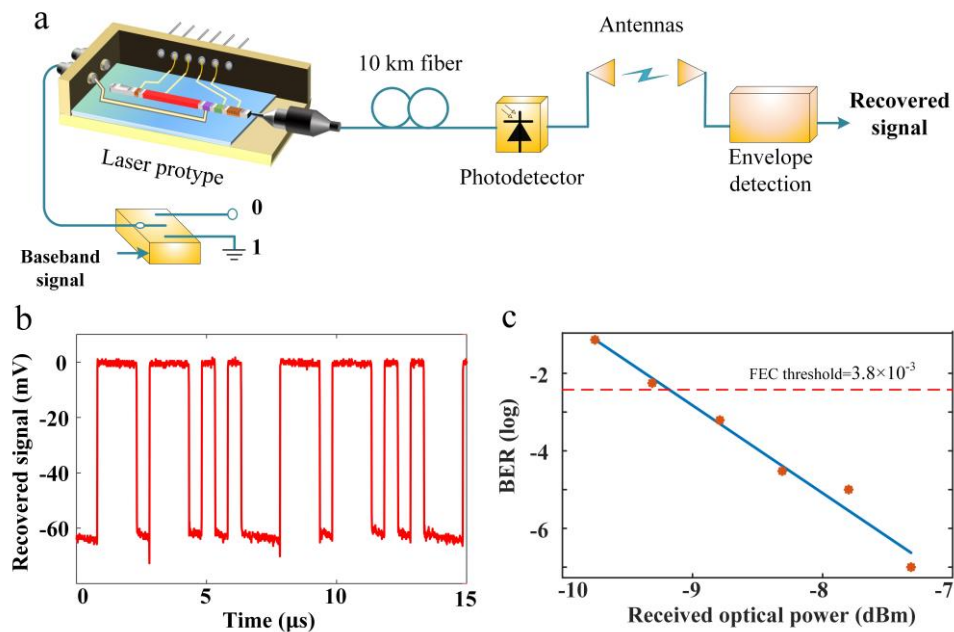 a
Antennas
10 km fiber
Recovered
signal
Laser protype
Photodetector
Envelope
detection
0
1
Baseband
signal
b
Recovered signal (mV)
0
-20
-40
-60
-80
0
5
10
15
Time (µs)
c
BER (log)
-2
-4
-6
FEC threshold=3.8×10⁻³
-10
-9
-8
-7
Received optical power (dBm)